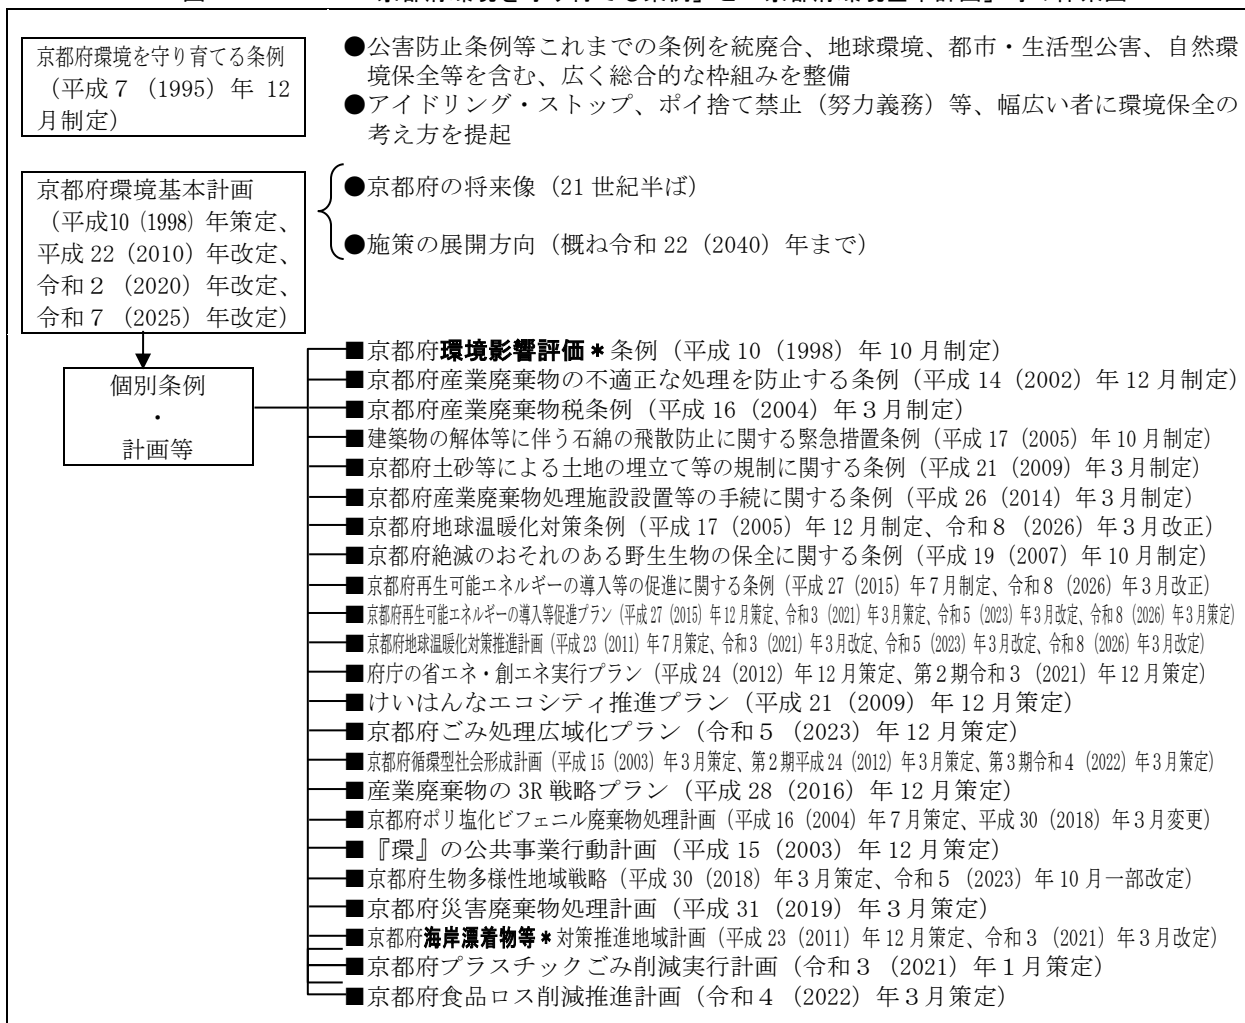 京都府環境を守り育てる条例
（平成７（1995）年 12
月制定）
●公害防止条例等これまでの条例を統廃合、地球環境、都市・生活型公害、自然環
境保全等を含む、広く総合的な枠組みを整備
●アイドリング・ストップ、ポイ捨て禁止（努力義務）等、幅広い者に環境保全の
考え方を提起
京都府環境基本計画
（平成10（1998）年策定、
平成 22（2010）年改定、
令和２（2020）年改定、
令和７（2025）年改定）
●京都府の将来像（21 世紀半ば）
●施策の展開方向（概ね令和 22（2040）年まで）
個別条例
・
計画等
■京都府環境影響評価＊条例（平成 10（1998）年 10 月制定）
■京都府産業廃棄物の不適正な処理を防止する条例（平成 14（2002）年 12 月制定）
■京都府産業廃棄物税条例（平成 16（2004）年３月制定）
■建築物の解体等に伴う石綿の飛散防止に関する緊急措置条例（平成 17（2005）年 10 月制定）
■京都府土砂等による土地の埋立て等の規制に関する条例（平成 21（2009）年３月制定）
■京都府産業廃棄物処理施設設置等の手続に関する条例（平成 26（2014）年３月制定）
■京都府地球温暖化対策条例（平成 17（2005）年 12 月制定、令和８（2026）年３月改正）
■京都府絶滅のおそれのある野生生物の保全に関する条例（平成 19（2007）年 10 月制定）
■京都府再生可能エネルギーの導入等の促進に関する条例（平成 27（2015）年７月制定、令和８（2026）年３月改正）
■京都府再生可能エネルギーの導入等促進プラン（平成 27（2015）年 12 月策定、令和３（2021）年３月策定、令和５（2023）年３月改定、令和８（2026）年３月策定）
■京都府地球温暖化対策推進計画（平成 23（2011）年７月策定、令和３（2021）年３月改定、令和５（2023）年３月改定、令和８（2026）年３月改定）
■府庁の省エネ・創エネ実行プラン（平成 24（2012）年 12 月策定、第２期令和３（2021）年 12 月策定）
■けいはんなエコシティ推進プラン（平成 21（2009）年 12 月策定）
■京都府ごみ処理広域化プラン（令和５（2023）年 12 月策定）
■京都府循環型社会形成計画（平成 15（2003）年３月策定、第２期平成 24（2012）年３月策定、第３期令和４（2022）年３月策定）
■産業廃棄物の 3R 戦略プラン（平成 28（2016）年 12 月策定）
■京都府ポリ塩化ビフェニル廃棄物処理計画（平成 16（2004）年７月策定、平成 30（2018）年３月変更）
■『環』の公共事業行動計画（平成 15（2003）年 12 月策定）
■京都府生物多様性地域戦略（平成 30（2018）年３月策定、令和５（2023）年 10 月一部改定）
■京都府災害廃棄物処理計画（平成 31（2019）年３月策定）
■京都府海岸漂着物等＊対策推進地域計画（平成 23（2011）年 12 月策定、令和３（2021）年３月改定）
■京都府プラスチックごみ削減実行計画（令和３（2021）年１月策定）
■京都府食品ロス削減推進計画（令和４（2022）年３月策定）